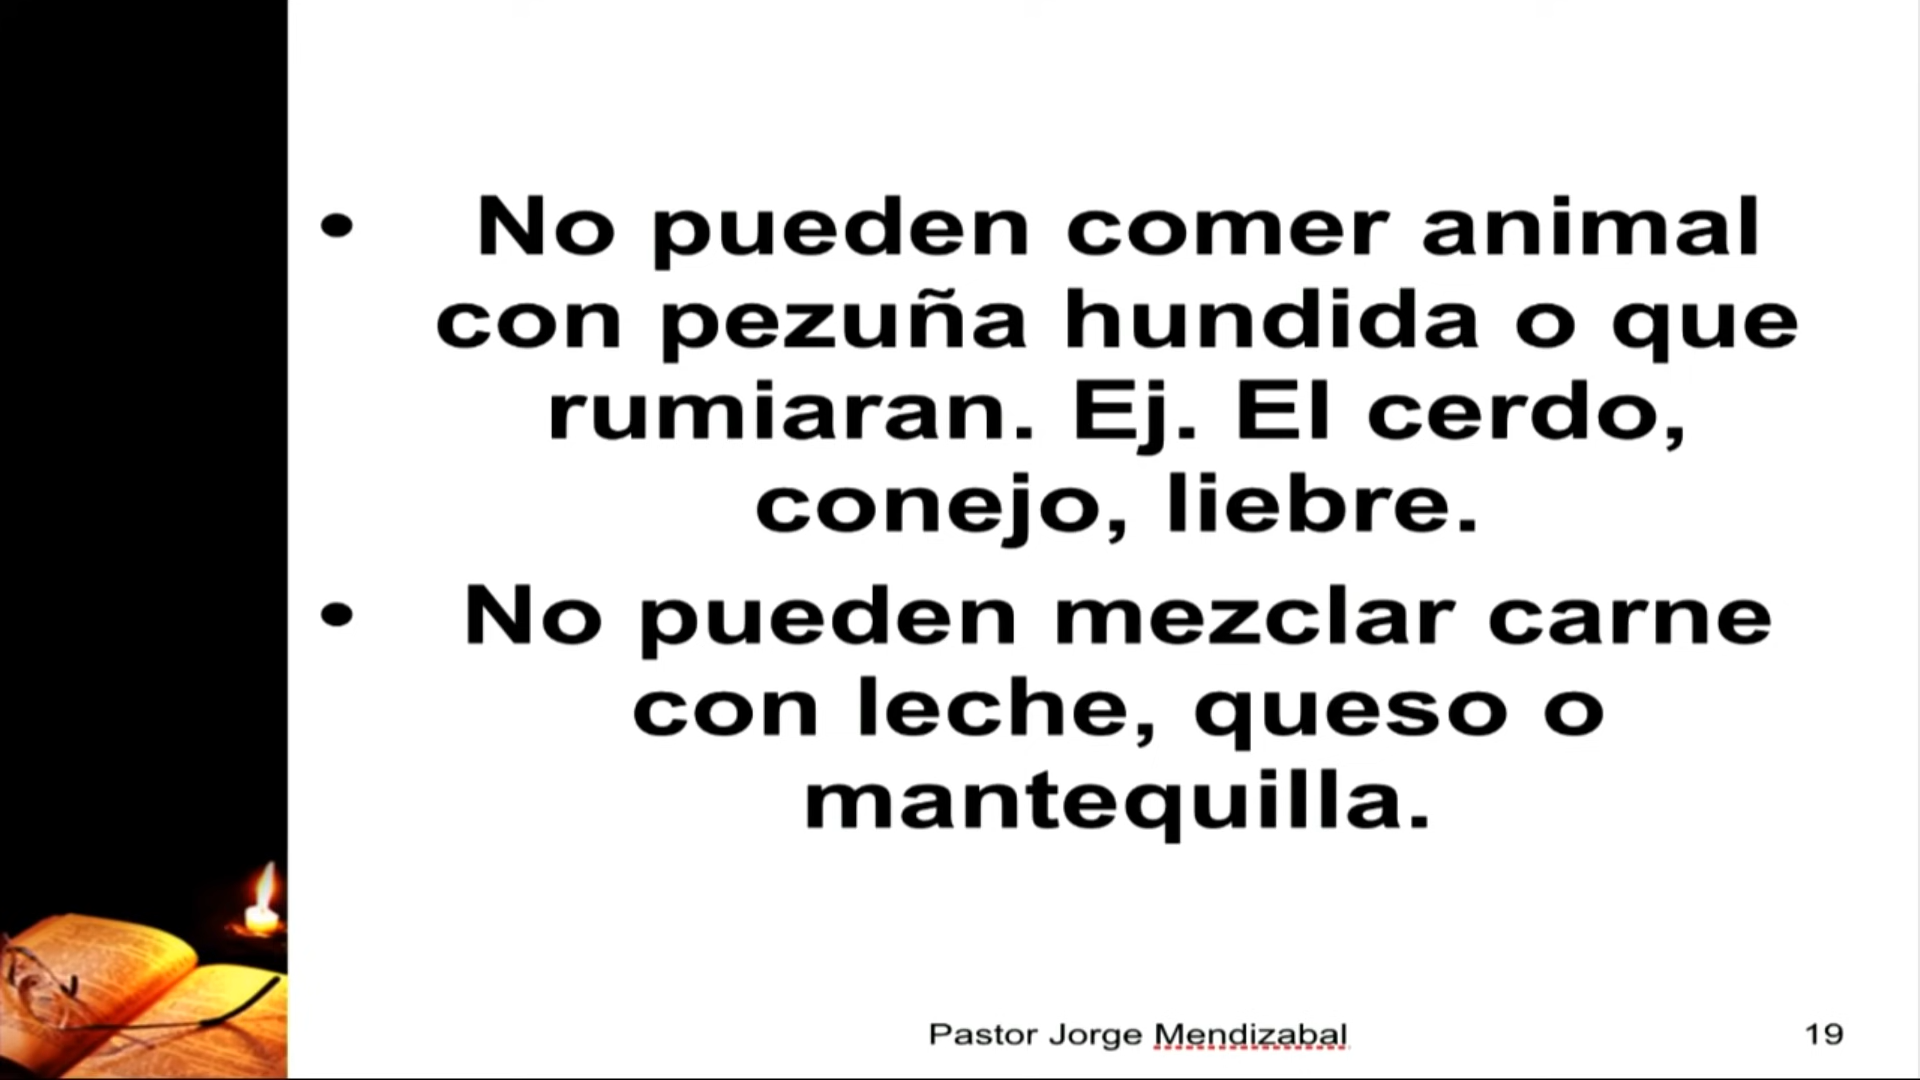 • No pueden comer animal
con pezuña hundida o que
rumiaran. Ej. El cerdo,
conejo, liebre.
• No pueden mezclar carne
con leche, queso o
mantequilla.
Pastor Jorge Mendizabal
19